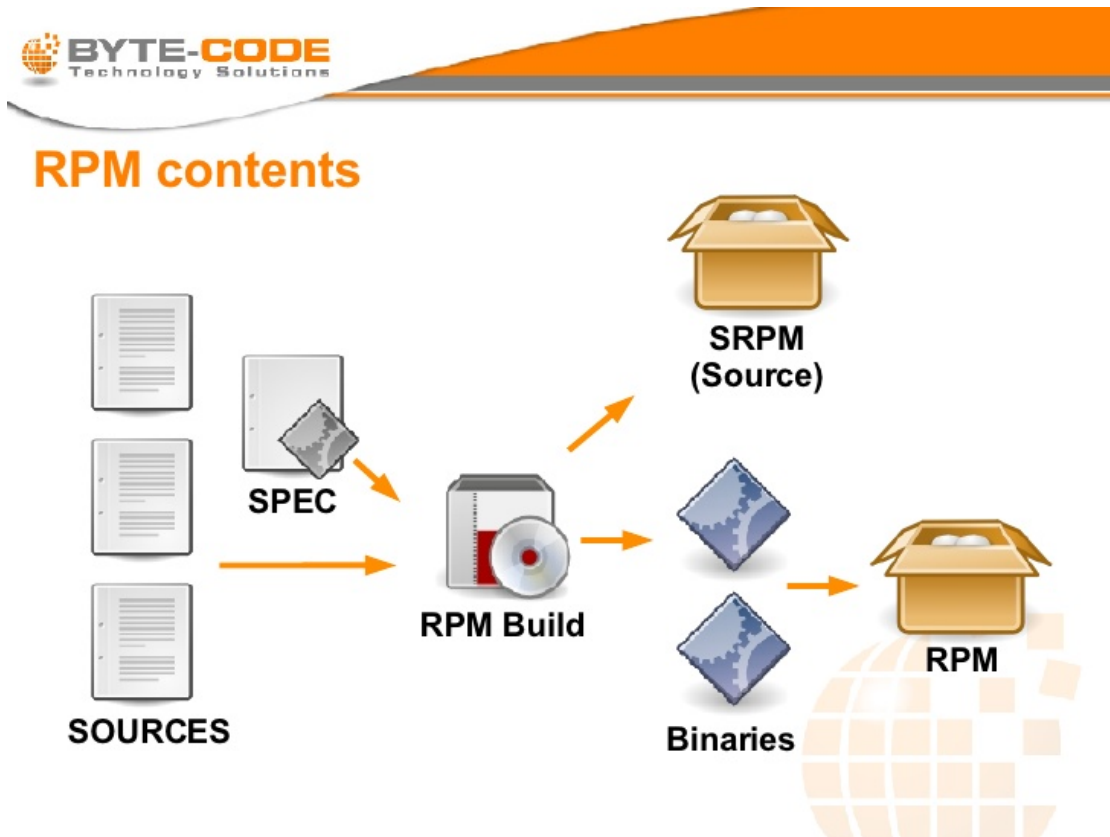 BYTE-CODE
Technology Solutions
RPM contents
SRPM
(Source)
SPEC
RPM Build
RPM
SOURCES
Binaries